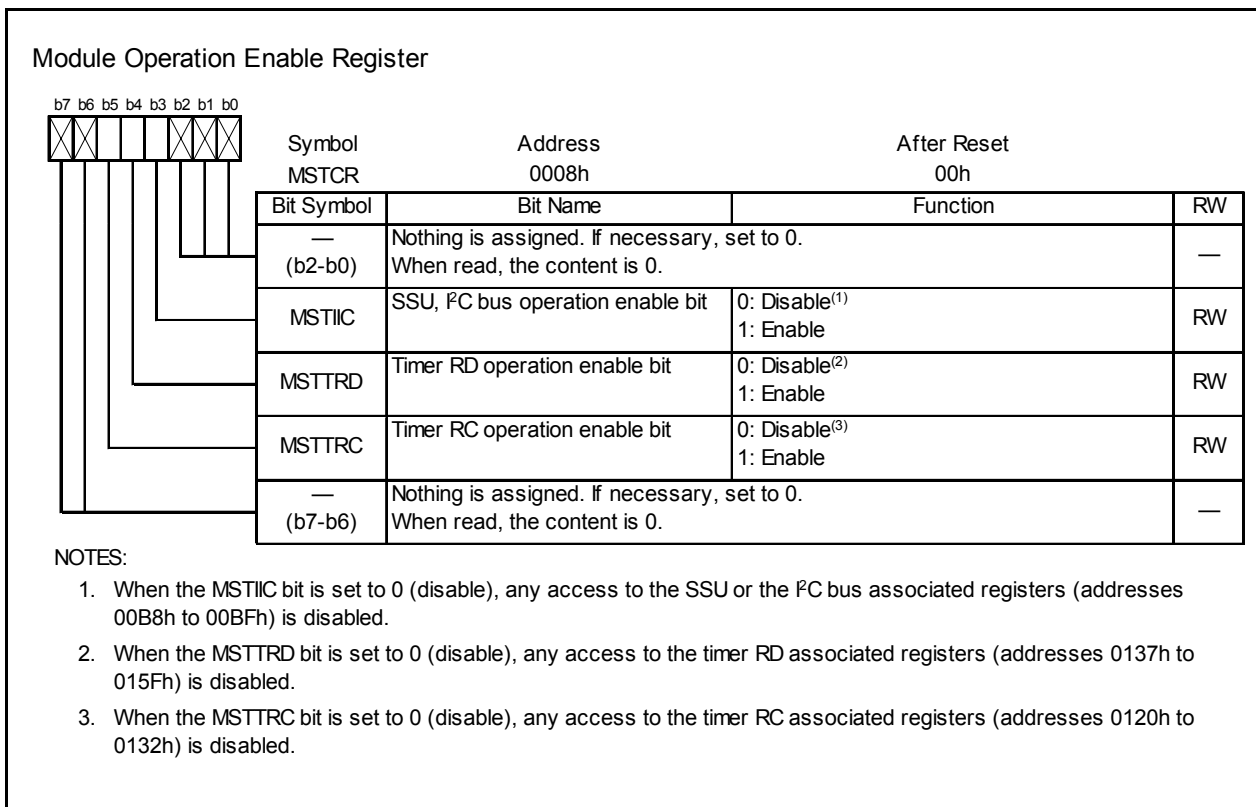 Module Operation Enable Register
b7 b6 b5 b4 b3 b2 b1 b0
Symbol Address After Reset
MSTCR 0008h 00h
Bit Symbol Bit Name Function RW
— Nothing is assigned. If necessary, set to 0.
(b2-b0) When read, the content is 0. —
MSTIIC SSU, I²C bus operation enable bit 0: Disable(1) RW
1: Enable
MSTTRD Timer RD operation enable bit 0: Disable(2) RW
1: Enable
MSTTRC Timer RC operation enable bit 0: Disable(3) RW
1: Enable
— Nothing is assigned. If necessary, set to 0.
(b7-b6) When read, the content is 0. —
NOTES:
1. When the MSTIIC bit is set to 0 (disable), any access to the SSU or the I²C bus associated registers (addresses
00B8h to 00BFh) is disabled.
2. When the MSTTRD bit is set to 0 (disable), any access to the timer RD associated registers (addresses 0137h to
015Fh) is disabled.
3. When the MSTTRC bit is set to 0 (disable), any access to the timer RC associated registers (addresses 0120h to
0132h) is disabled.